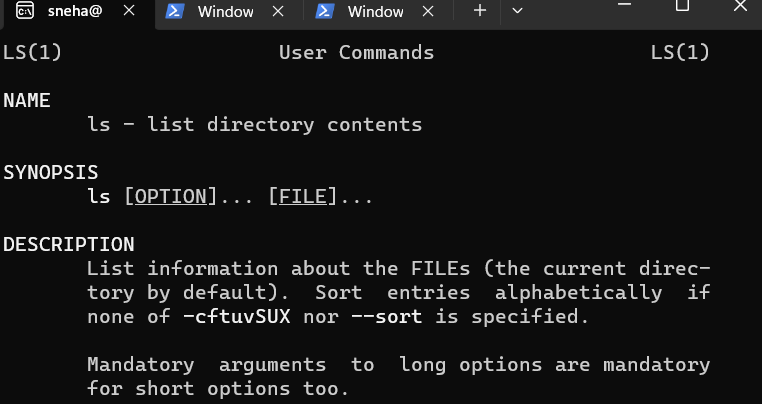 sneha@
Window
Window
LS(1) User Commands LS(1)
NAME
ls - list directory contents
SYNOPSIS
ls [OPTION]... [FILE]...
DESCRIPTION
List information about the FILEs (the current direc-
tory by default). Sort entries alphabetically if
none of -cftuvSUX nor --sort is specified.
Mandatory arguments to long options are mandatory
for short options too.